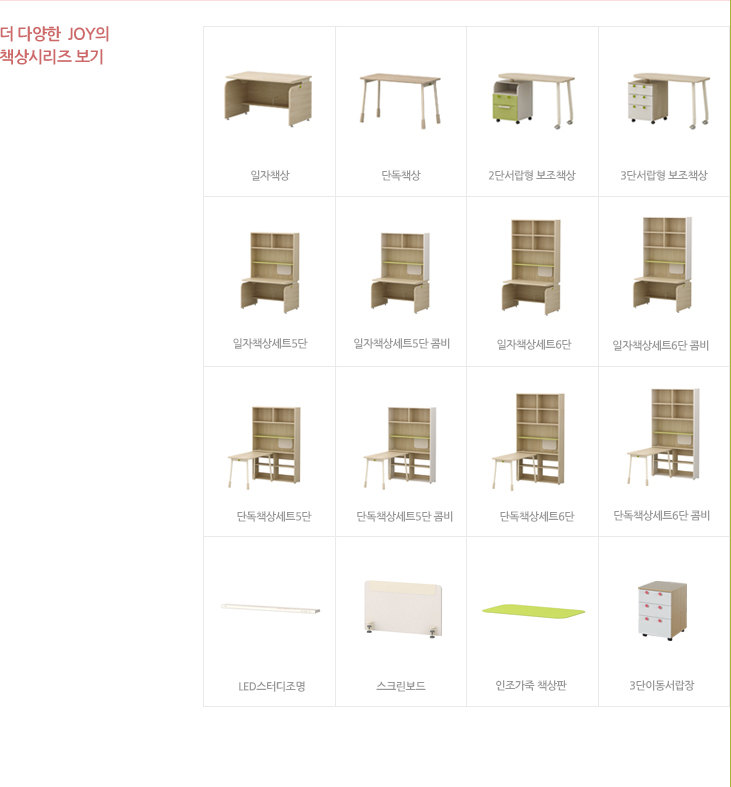 더 다양한 JOY의
책상시리즈 보기
일자책상
단독책상
2단서랍형 보조책상
3단서랍형 보조책상
일자책상세트5단
일자책상세트5단 콤비
일자책상세트6단
일자책상세트6단 콤비
단독책상세트5단
단독책상세트5단 콤비
단독책상세트6단
단독책상세트6단 콤비
LED스터디조명
스크린보드
인조가죽 책상판
3단이동서랍장